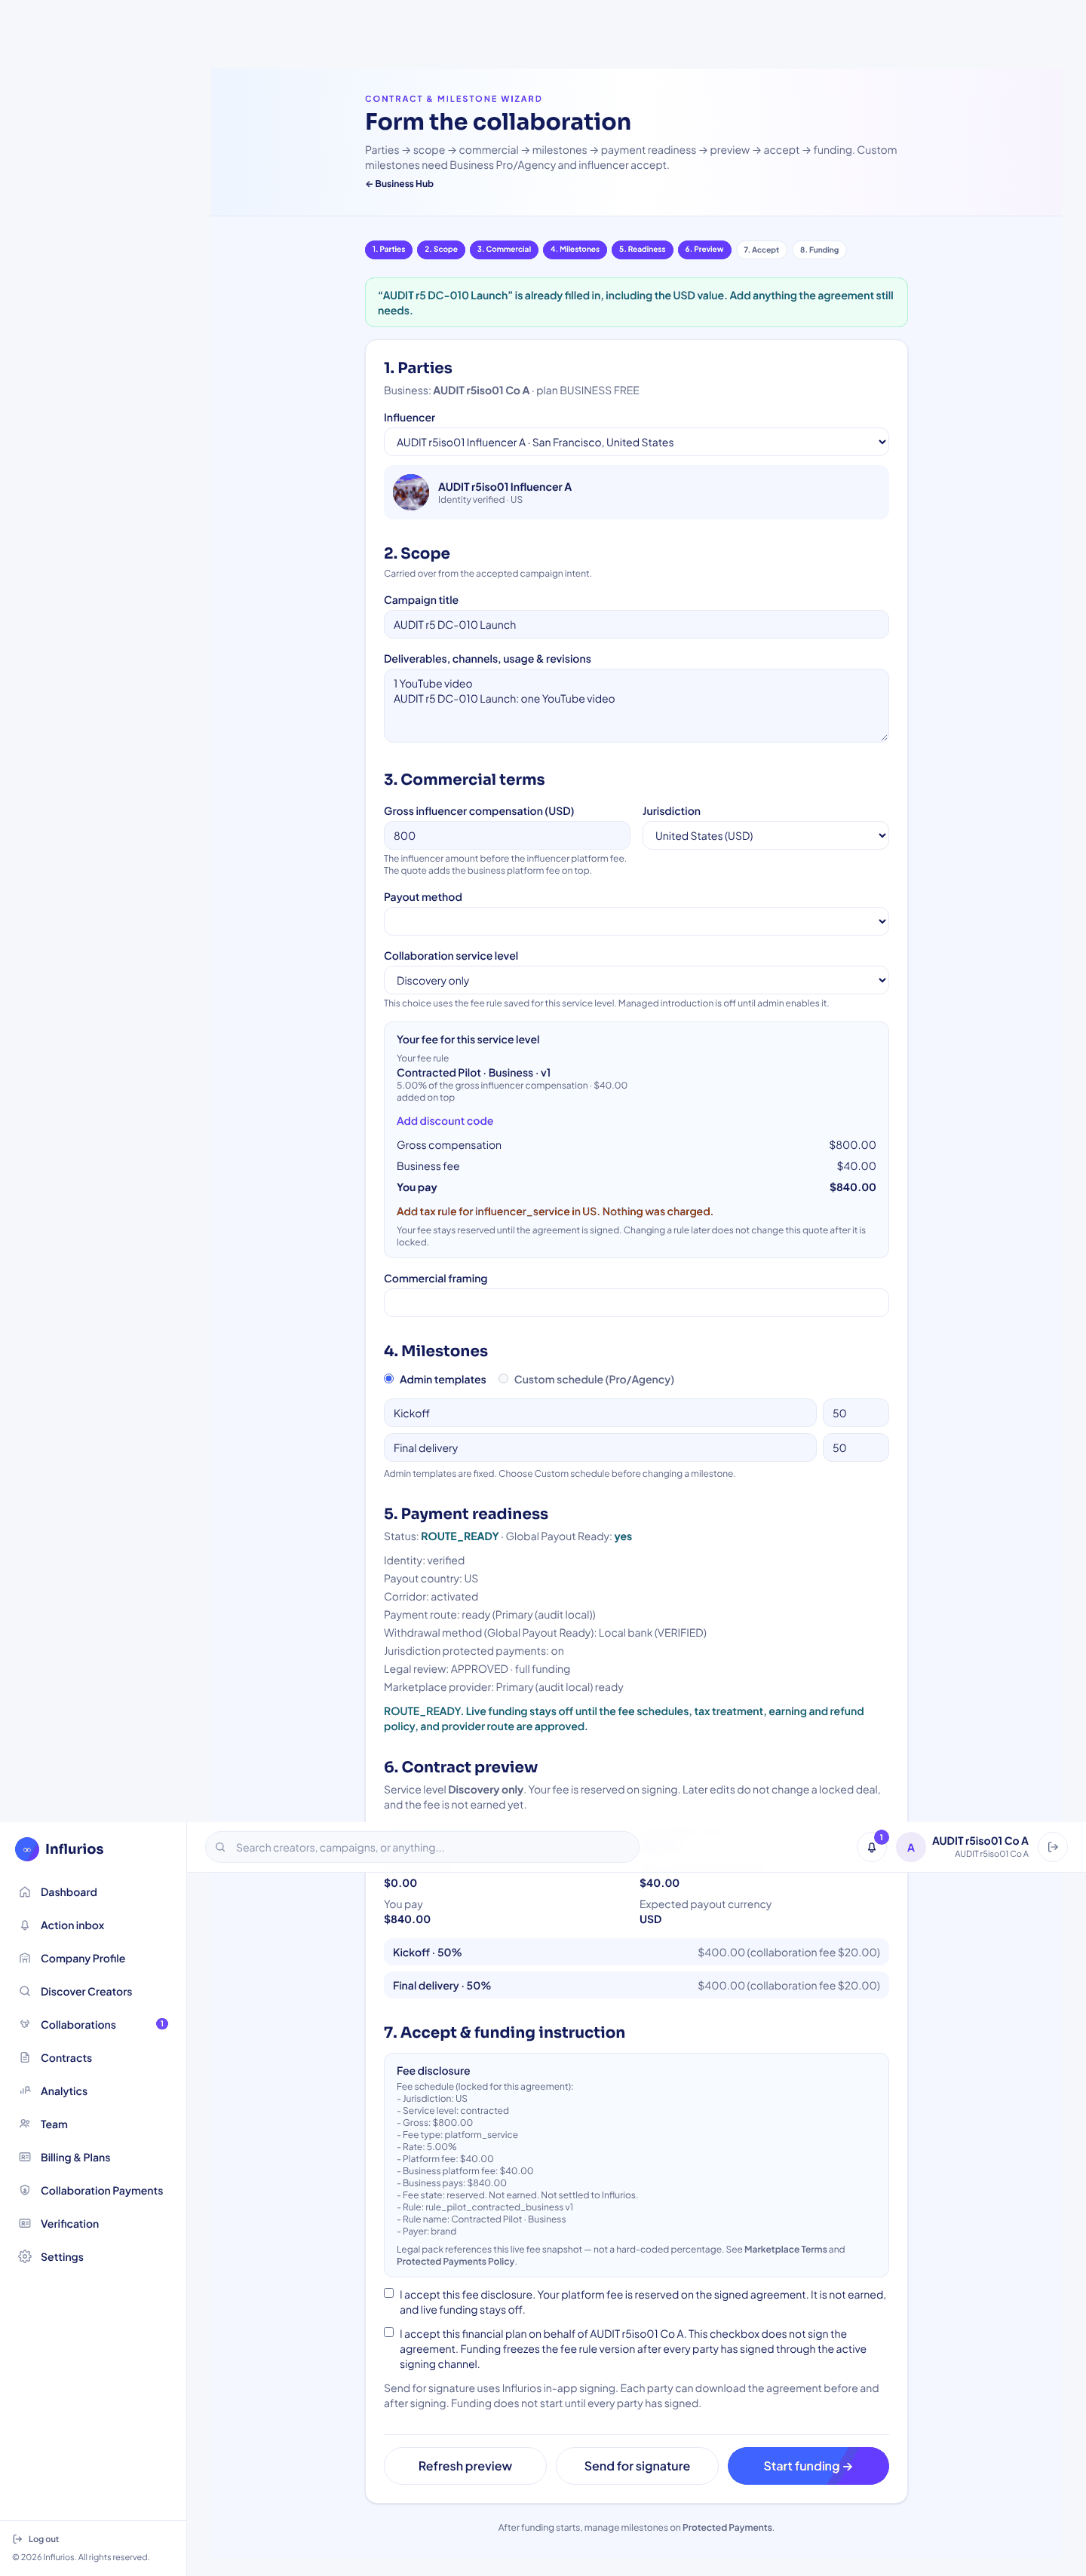 CONTRACT & MILESTONE WIZARD
Form the collaboration
Parties → scope → commercial → milestones → payment readiness → preview → accept → funding. Custom
milestones need Business Pro/Agency and influencer accept.
← Business Hub
1. Parties
2. Scope
3. Commercial
4. Milestones
5. Readiness
6. Preview
7. Accept
8. Funding
“AUDIT r5 DC-010 Launch” is already filled in, including the USD value. Add anything the agreement still
needs.
1. Parties
Business: AUDIT r5iso01 Co A · plan BUSINESS FREE
Influencer
AUDIT r5iso01 Influencer A · San Francisco, United States
AUDIT r5iso01 Influencer A
Identity verified · US
2. Scope
Carried over from the accepted campaign intent.
Campaign title
AUDIT r5 DC-010 Launch
Deliverables, channels, usage & revisions
1 YouTube video
AUDIT r5 DC-010 Launch: one YouTube video
3. Commercial terms
Gross influencer compensation (USD)
Jurisdiction
800
United States (USD)
The influencer amount before the influencer platform fee.
The quote adds the business platform fee on top.
Payout method
Collaboration service level
Discovery only
This choice uses the fee rule saved for this service level. Managed introduction is off until admin enables it.
Your fee for this service level
Your fee rule
Contracted Pilot · Business · v1
5.00% of the gross influencer compensation · $40.00
added on top
Add discount code
Gross compensation $800.00
Business fee $40.00
You pay $840.00
Add tax rule for influencer_service in US. Nothing was charged.
Your fee stays reserved until the agreement is signed. Changing a rule later does not change this quote after it is
locked.
Commercial framing
4. Milestones
Admin templates
Custom schedule (Pro/Agency)
Kickoff 50
Final delivery 50
Admin templates are fixed. Choose Custom schedule before changing a milestone.
5. Payment readiness
Status: ROUTE_READY · Global Payout Ready: yes
Identity: verified
Payout country: US
Corridor: activated
Payment route: ready (Primary (audit local))
Withdrawal method (Global Payout Ready): Local bank (VERIFIED)
Jurisdiction protected payments: on
Legal review: APPROVED · full funding
Marketplace provider: Primary (audit local) ready
ROUTE_READY. Live funding stays off until the fee schedules, tax treatment, earning and refund
policy, and provider route are approved.
6. Contract preview
Service level Discovery only. Your fee is reserved on signing. Later edits do not change a locked deal,
and the fee is not earned yet.
Influrios
Search creators, campaigns, or anything...
1
A
AUDIT r5iso01 Co A
AUDIT r5iso01 Co A
Dashboard
Action inbox
Company Profile
Discover Creators
Collaborations 1
Contracts
Analytics
Team
Billing & Plans
Collaboration Payments
Verification
Settings
Log out
© 2026 Influrios. All rights reserved.
$0.00 $40.00
You pay Expected payout currency
$840.00 USD
Kickoff · 50% $400.00 (collaboration fee $20.00)
Final delivery · 50% $400.00 (collaboration fee $20.00)
7. Accept & funding instruction
Fee disclosure
Fee schedule (locked for this agreement):
- Jurisdiction: US
- Service level: contracted
- Gross: $800.00
- Fee type: platform_service
- Rate: 5.00%
- Platform fee: $40.00
- Business platform fee: $40.00
- Business pays: $840.00
- Fee state: reserved. Not earned. Not settled to Influrios.
- Rule: rule_pilot_contracted_business v1
- Rule name: Contracted Pilot · Business
- Payer: brand
Legal pack references this live fee snapshot — not a hard-coded percentage. See Marketplace Terms and
Protected Payments Policy.
I accept this fee disclosure. Your platform fee is reserved on the signed agreement. It is not earned,
and live funding stays off.
I accept this financial plan on behalf of AUDIT r5iso01 Co A. This checkbox does not sign the
agreement. Funding freezes the fee rule version after every party has signed through the active
signing channel.
Send for signature uses Influrios in-app signing. Each party can download the agreement before and
after signing. Funding does not start until every party has signed.
Refresh preview
Send for signature
Start funding →
After funding starts, manage milestones on Protected Payments.